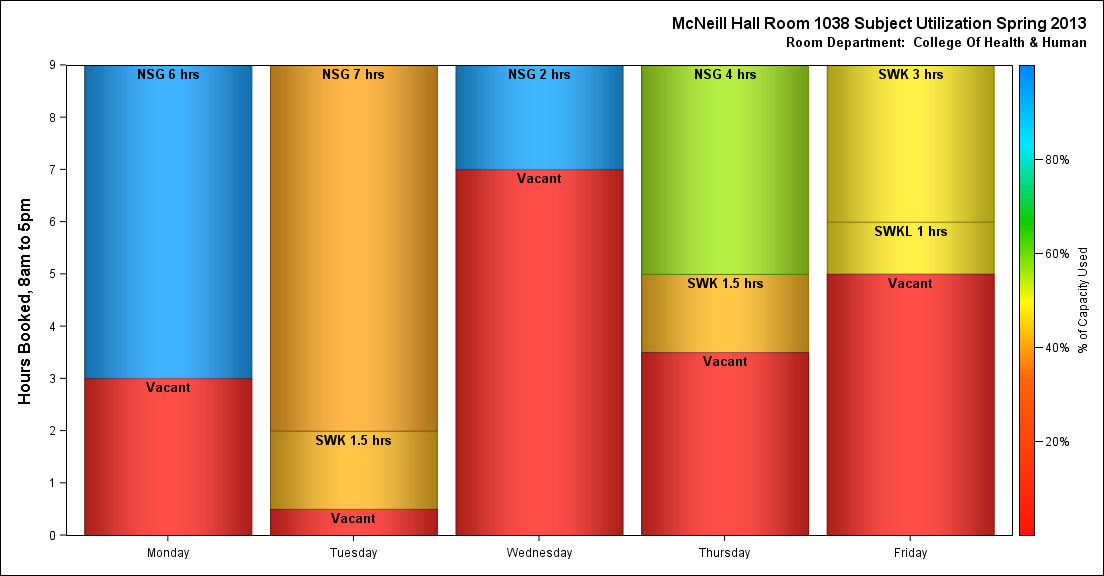 McNeill Hall Room 1038 Subject Utilization Spring 2013
Room Department:  College Of Health & Human
Hours Booked, 8am to 5pm
9
8
7
6
5
4
3
2
1
0
NSG 6 hrs
Vacant
NSG 7 hrs
SWK 1.5 hrs
Vacant
NSG 2 hrs
Vacant
NSG 4 hrs
SWK 1.5 hrs
Vacant
SWK 3 hrs
SWKL 1 hrs
Vacant
Monday
Tuesday
Wednesday
Thursday
Friday
80%
60%
40%
20%
% of Capacity Used